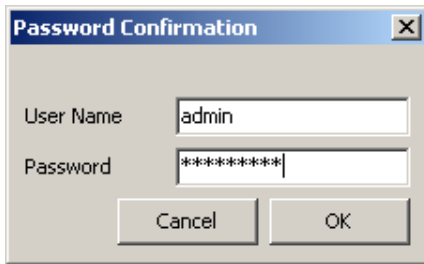 Password Confirmation
User Name admin
Password *********
Cancel OK